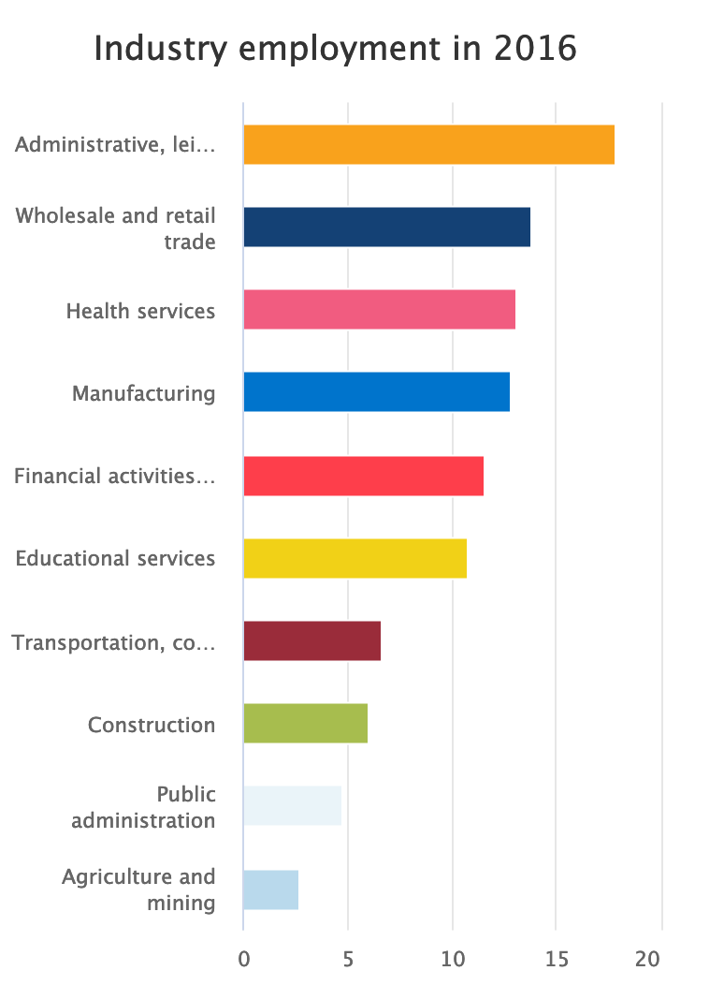 Industry employment in 2016
Administrative, lei…
Wholesale and retail
trade
Health services
Manufacturing
Financial activities…
Educational services
Transportation, co…
Construction
Public
administration
Agriculture and
mining
0 5 10 15 20